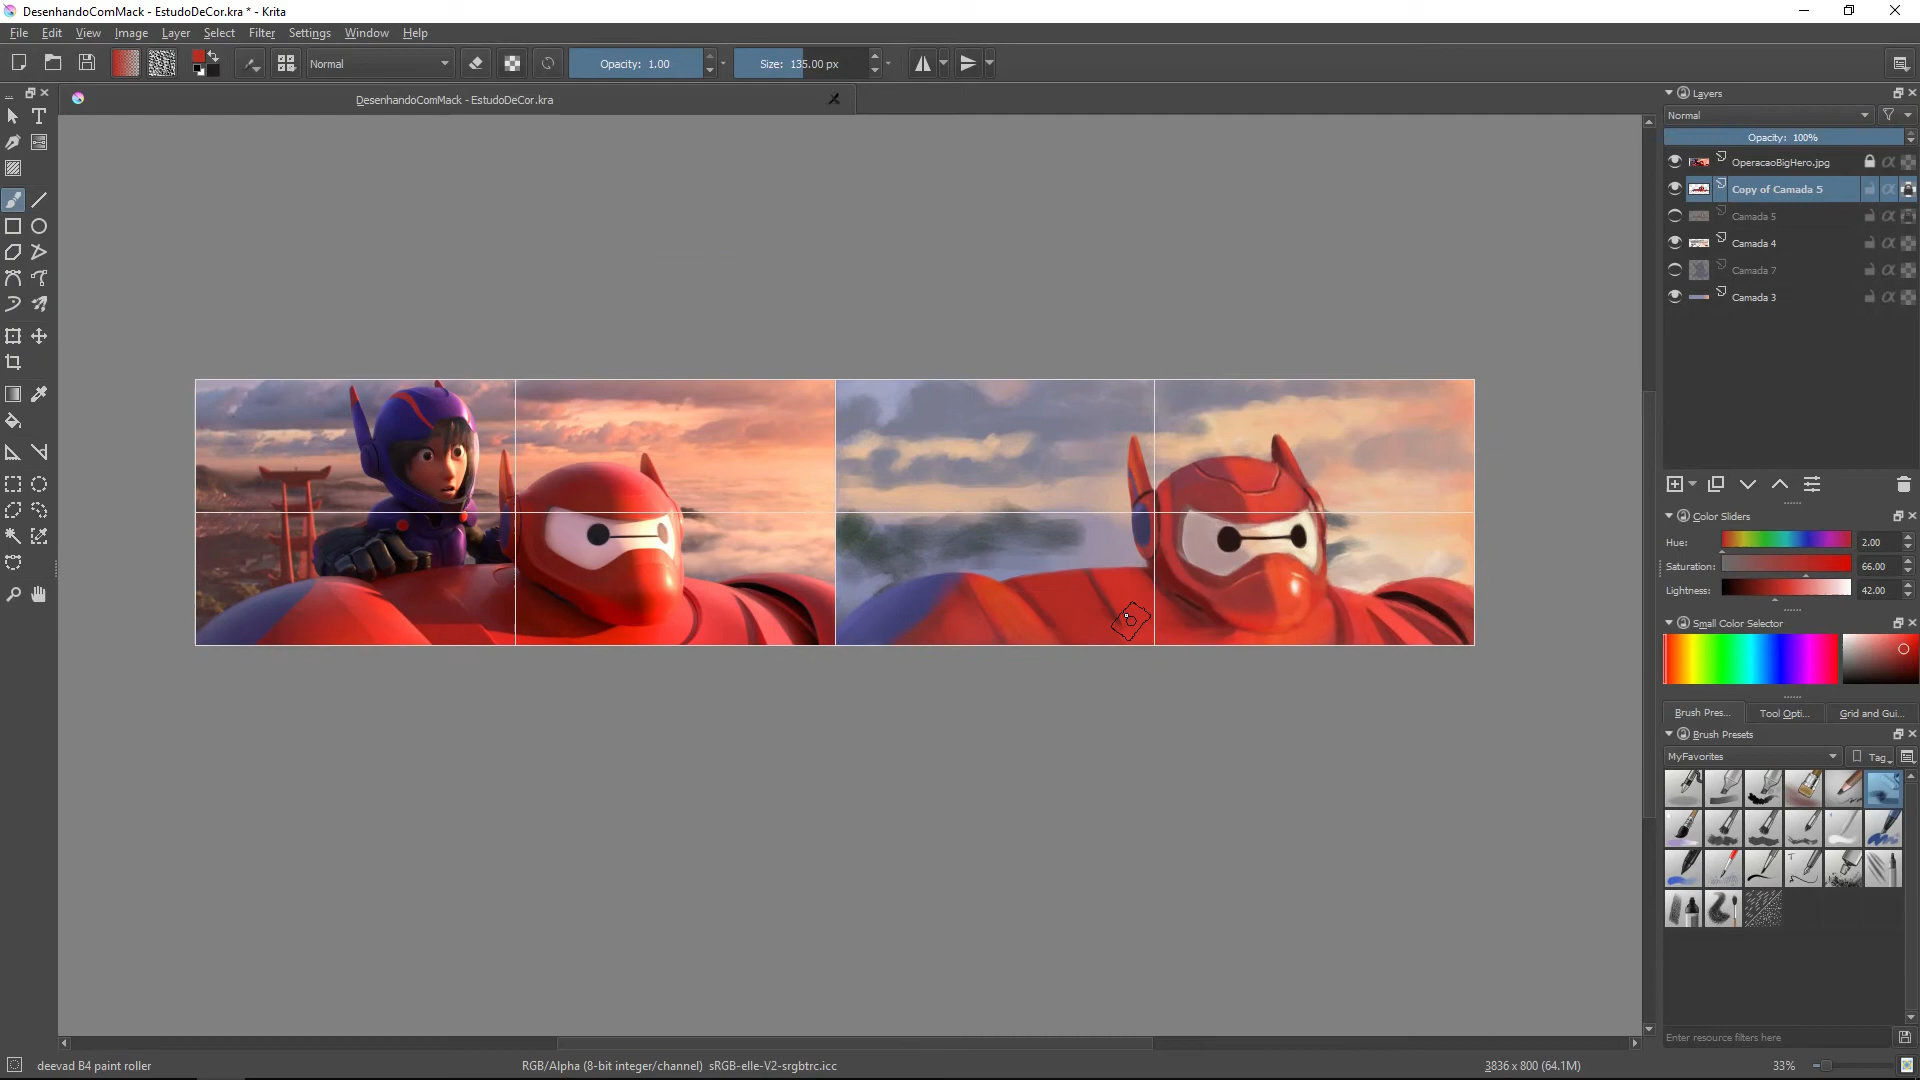 DesenhandoComMack - EstudoDeCor.kra * - Krita
File Edit View Image Layer Select Filter Settings Window Help
Normal
Opacity: 1.00
Size: 135.00 px
DesenhandoComMack - EstudoDeCor.kra
Layers
Normal
Opacity: 100%
OperacaoBigHero.jpg
Copy of Camada 5
Camada 5
Camada 4
Camada 7
Camada 3
Color Sliders
Hue: 2.00
Saturation: 66.00
Lightness: 42.00
Small Color Selector
Brush Pres... Tool Opti... Grid and Gui...
Brush Presets
MyFavorites Tag
Enter resource filters here
deevad B4 paint roller
RGB/Alpha (8-bit integer/channel) sRGB-elle-V2-srgbtrc.icc
3836 x 800 (64.1M)
33%